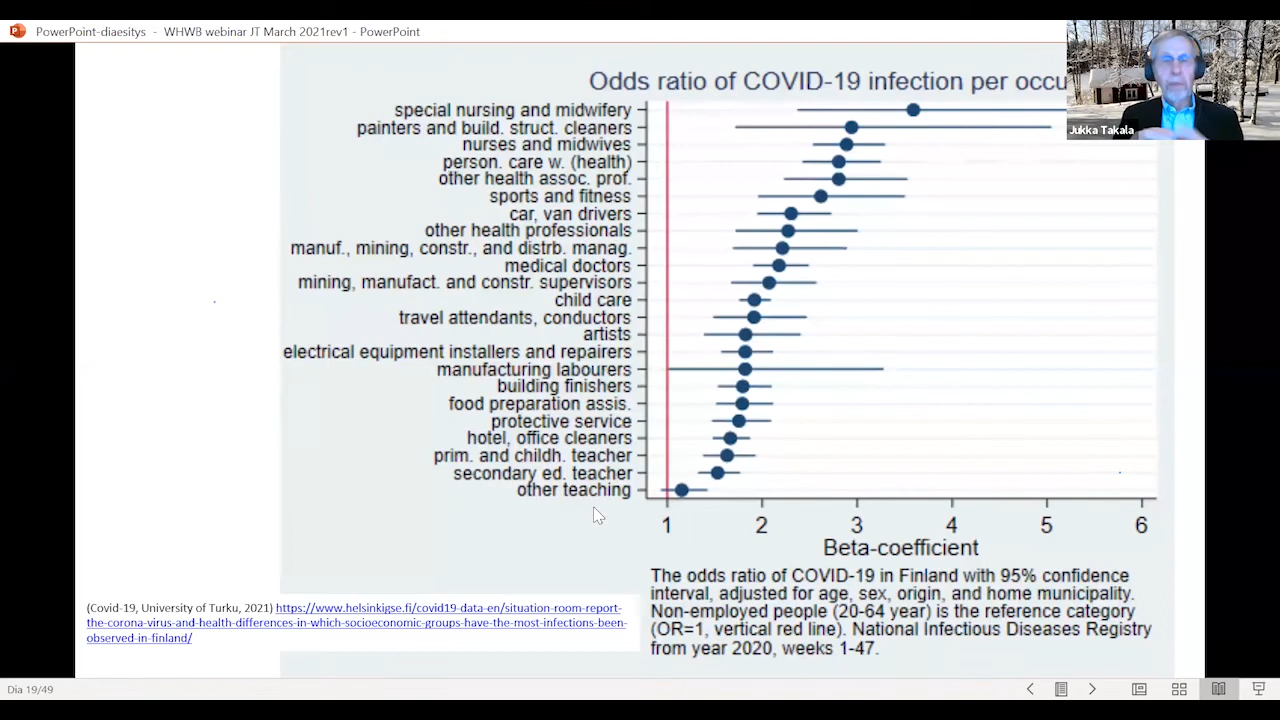 PowerPoint-diaesitys - WHWB webinar JT March 2021rev1 - PowerPoint
Odds ratio of COVID-19 infection per occu
Jukka Takala
special nursing and midwifery
painters and build. struct. cleaners
nurses and midwives
person. care w. (health)
other health assoc. prof.
sports and fitness
car, van drivers
other health professionals
manuf., mining, constr., and distrb. manag.
medical doctors
mining, manufact. and constr. supervisors
child care
travel attendants, conductors
artists
electrical equipment installers and repairers
manufacturing labourers
building finishers
food preparation assis.
protective service
hotel, office cleaners
prim. and childh. teacher
secondary ed. teacher
other teaching
1 2 3 4 5 6
Beta-coefficient
The odds ratio of COVID-19 in Finland with 95% confidence
interval, adjusted for age, sex, origin, and home municipality.
Non-employed people (20-64 year) is the reference category
(OR=1, vertical red line). National Infectious Diseases Registry
from year 2020, weeks 1-47.
(Covid-19, University of Turku, 2021) https://www.helsinkigse.fi/covid19-data-en/situation-room-report-
the-corona-virus-and-health-differences-in-which-socioeconomic-groups-have-the-most-infections-been-
observed-in-finland/
Dia 19/49